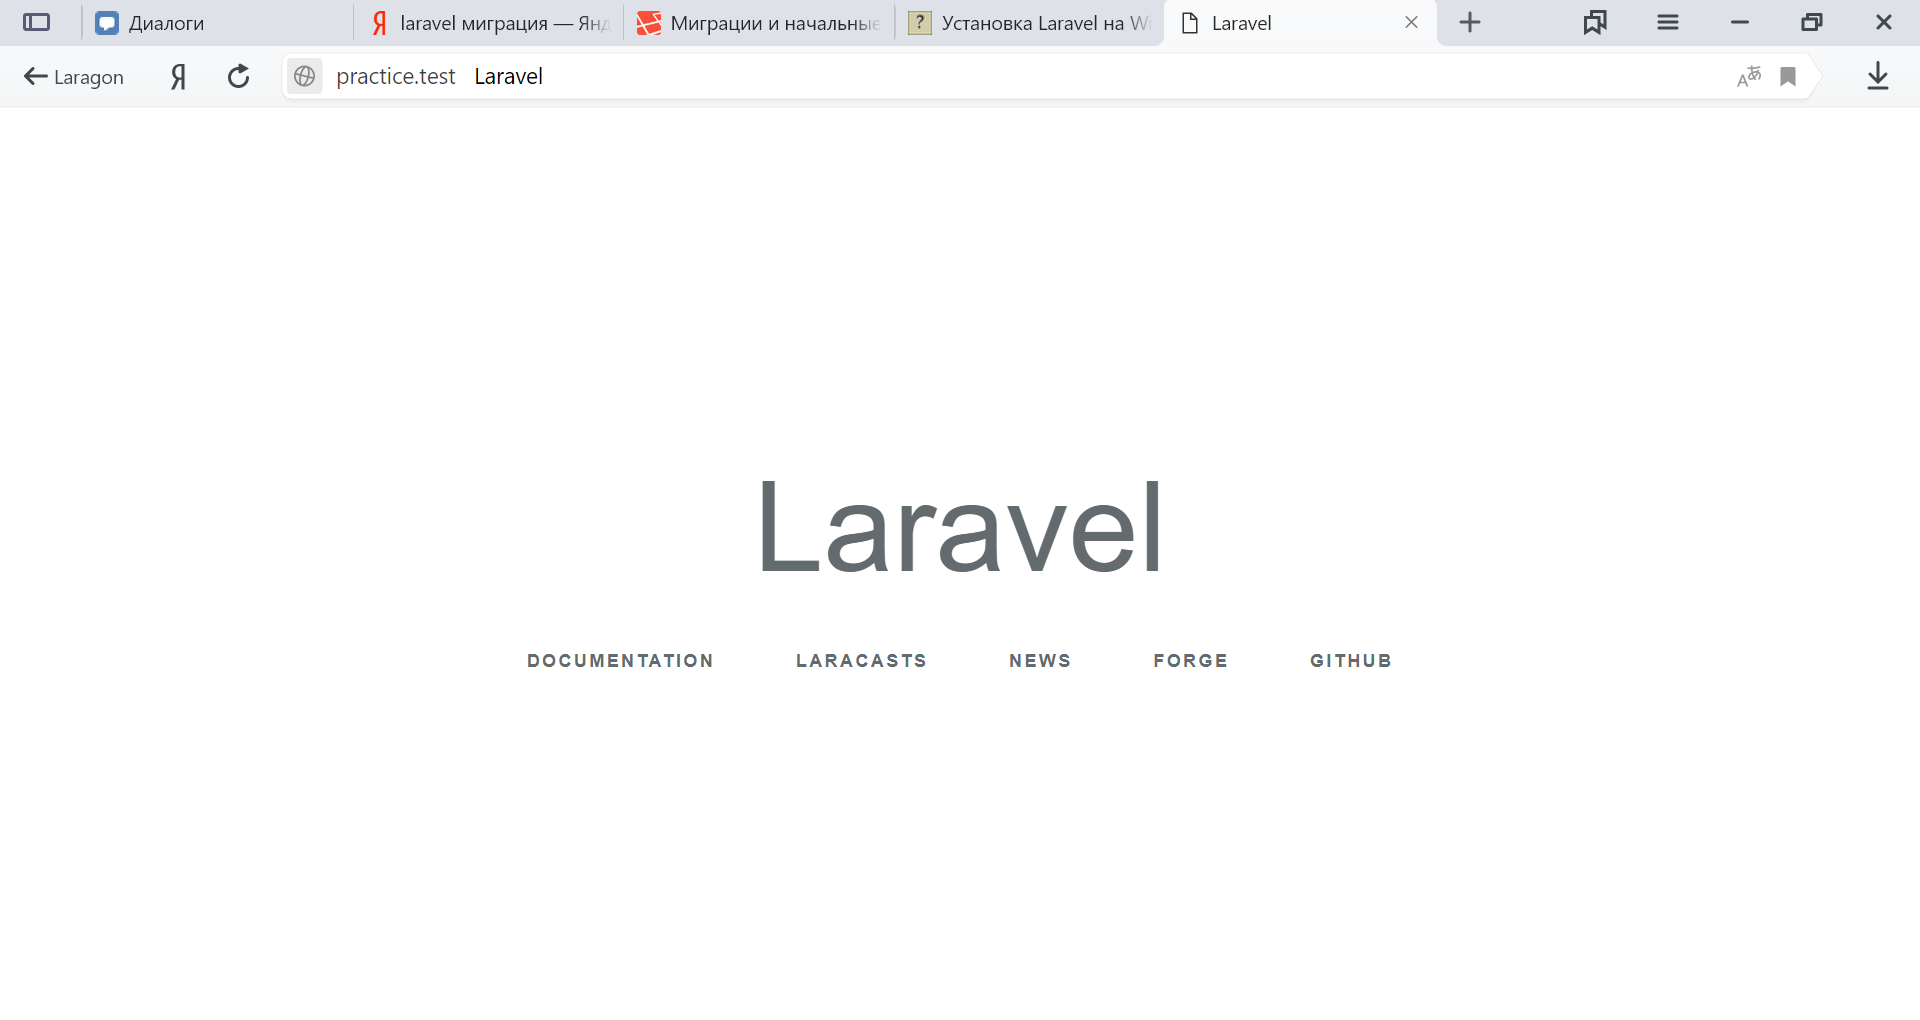 Диалоги
laravel миграция — Янд
Миграции и начальные
Установка Laravel на Wi
Laravel
Laragon
Я
practice.test Laravel
Laravel
DOCUMENTATION LARACASTS NEWS FORGE GITHUB